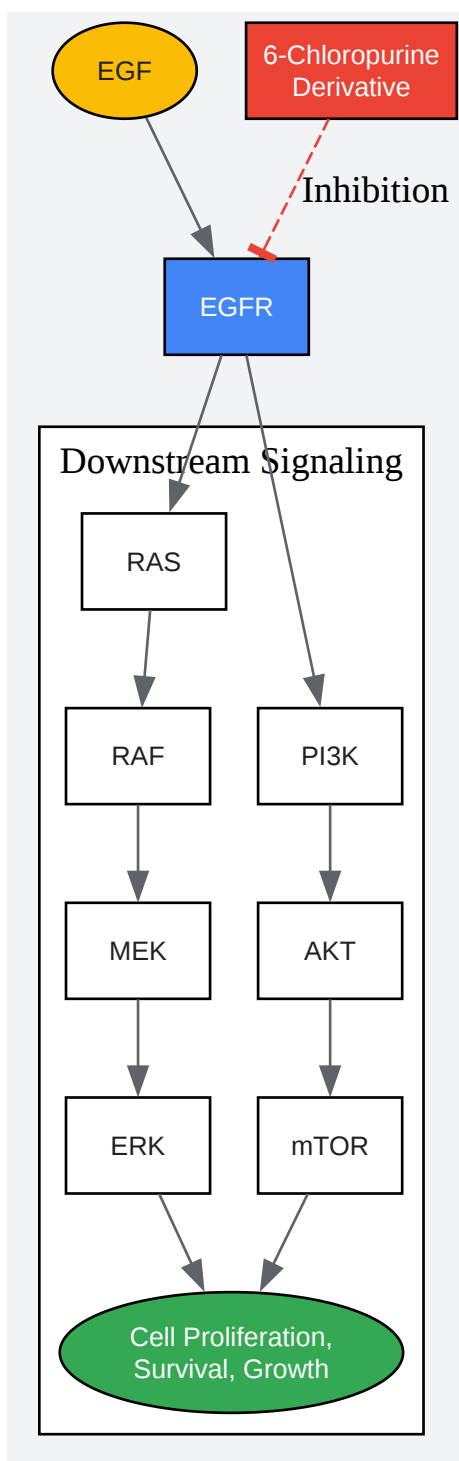 EGF
6-Chloropurine
Derivative
Inhibition
EGFR
Downstream Signaling
RAS
RAF
PI3K
MEK
AKT
ERK
mTOR
Cell Proliferation,
Survival, Growth